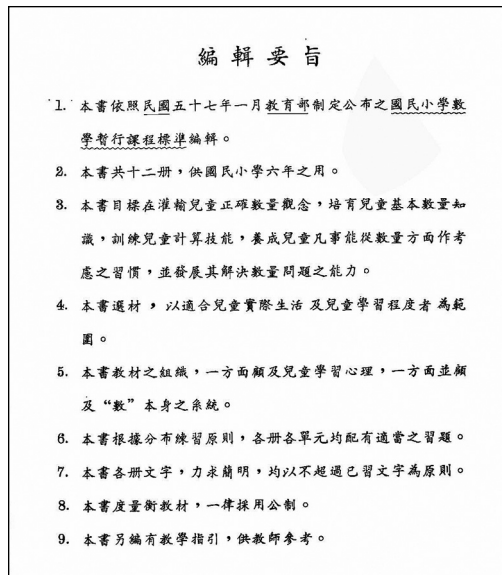 編輯要旨
1. 本書依照民國五十七年一月教育部制定公布之國民小學數
學暫行課程標準編輯。
2. 本書共十二册，供國民小學六年之用。
3. 本書目標在灌輸兒童正確數量觀念，培育兒童基本數量知
識，訓練兒童計算技能，養成兒童凡事能從數量方面作考
慮之習慣，並發展其解決數量問題之能力。
4. 本書選材，以適合兒童實際生活及兒童學習程度者為範
圍。
5. 本書教材之組織，一方面顧及兒童學習心理，一方面並顧
及“數”本身之系統。
6. 本書根據分布練習原則，各册各單元均配有適當之習題。
7. 本書各册文字，力求簡明，均以不超過已習文字為原則。
8. 本書度量衡教材，一律採用公制。
9. 本書另編有教學指引，供教師參考。